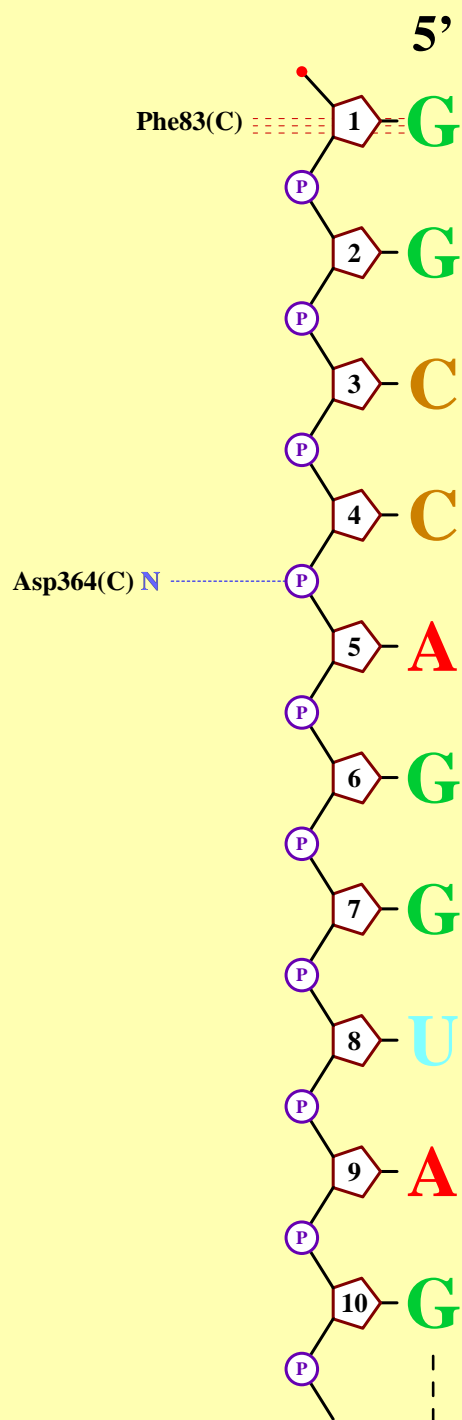 5’
Phe83(C) 1 G
P
2 G
P
3 C
P
4 C
Asp364(C) N P
5 A
P
6 G
P
7 G
P
8 U
P
9 A
P
10 G
P